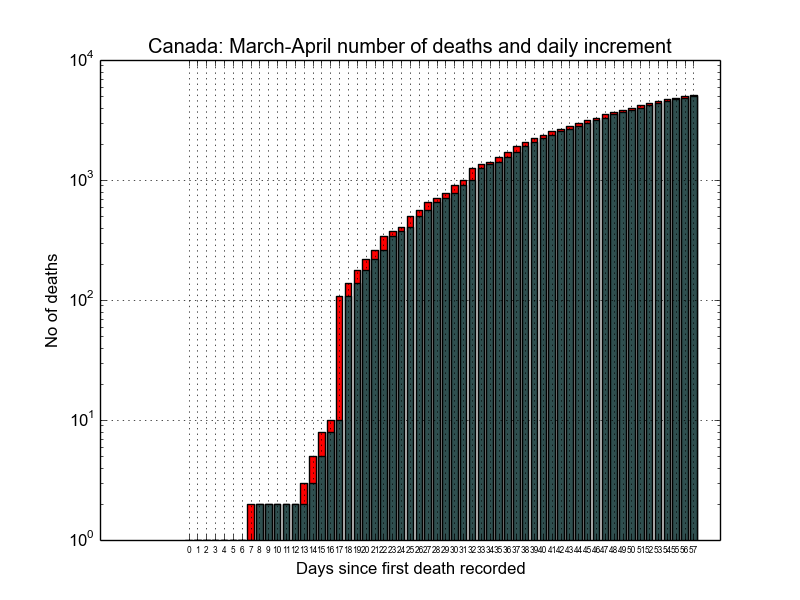 Canada: March-April number of deaths and daily increment
10^4
10^3
10^2
10^1
10^0
No of deaths
0 1 2 3 4 5 6 7 8 9 10 11 12 13 14 15 16 17 18 19 20 21 22 23 24 25 26 27 28 29 30 31 32 33 34 35 36 37 38 39 40 41 42 43 44 45 46 47 48 49 50 51 52 53 54 55 56 57
Days since first death recorded